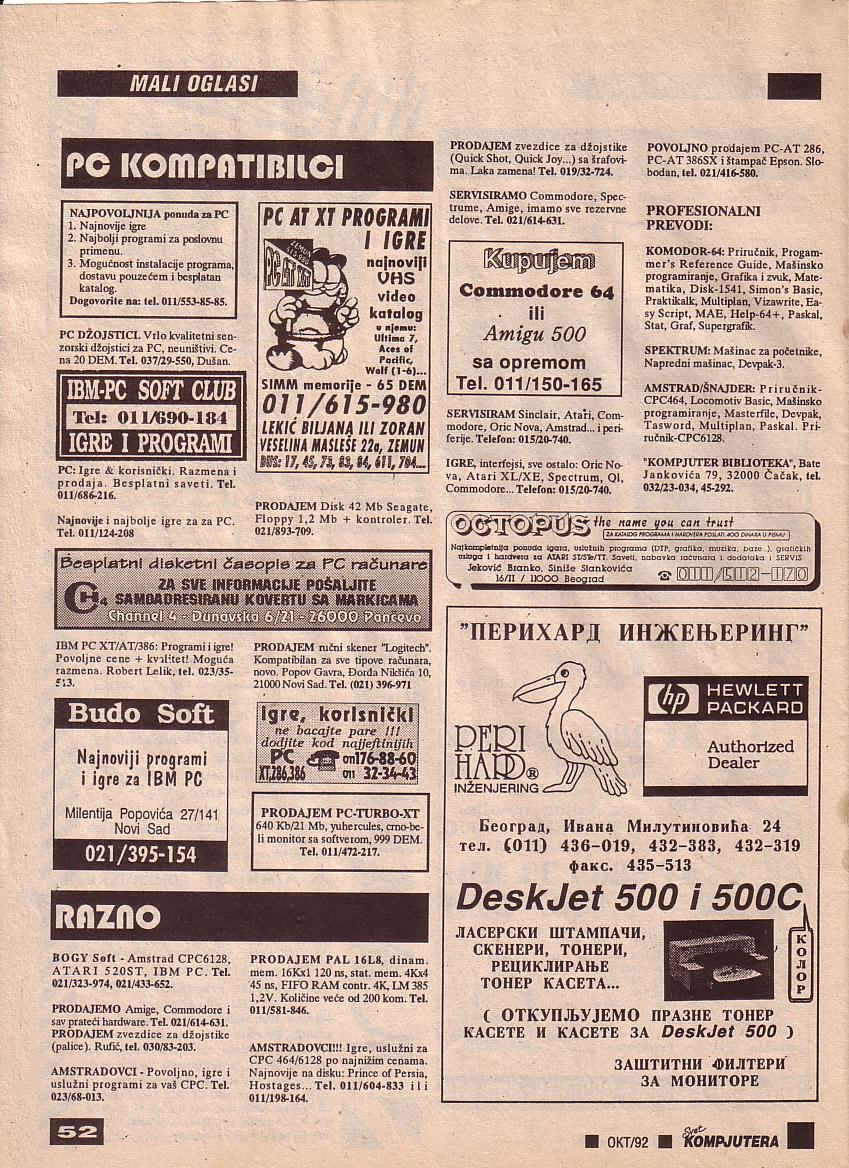 MALI OGLASI
PC KOMPATIBILCI
NAJPOVOLJNIJA ponuda za PC
1. Najnovije igre
2. Najbolji programi za poslovnu
primenu.
3. Mogućnost instalacije programa,
dostavu pouzećem i besplatan
katalog.
Dogovorite na: tel. 011/553-85-85.
PC DŽOJSTICI. Vrlo kvalitetni sen-
zorski džojstici za PC, neuništivi. Ce-
na 20 DEM. Tel. 037/29-550, Dušan.
IBM-PC SOFT CLUB
Tel: 011/690-184
IGRE I PROGRAMI
PC: Igre & korisnički. Razmena i
prodaja. Besplatni saveti. Tel.
011/686-216.
Najnovije i najbolje igre za za PC.
Tel. 011/124-208
PC AT XT PROGRAMI
I IGRE
ZEMUN
PC AT XT
najnoviji
VHS
video
katalog
u njemu:
Ultima 7,
Aces of
Pacific,
Wolf (1-6)...
SIMM memorije - 65 DEM
011/615-980
LEKIĆ BILJANA ILI ZORAN
VESELINA MASLEŠE 22a, ZEMUN
BUS: 17, 45, 73, 83, 84, 611, 704...
PRODAJEM Disk 42 Mb Seagate,
Floppy 1,2 Mb + kontroler. Tel.
021/893-709.
Besplatni disketni časopis za PC računare
CH4
ZA SVE INFORMACIJE POŠALJITE
SAMOADRESIRANU KOVERTU SA MARKICAMA
Channel 4 - Dunavska 6/21 - 26000 Pančevo
IBM PC XT/AT/386: Programi i igre!
Povoljne cene + kvalitet! Moguća
razmena. Robert Lelik, tel. 023/35-
513.
Budo Soft
Najnoviji programi
i igre za IBM PC
Milentija Popovića 27/141
Novi Sad
021/395-154
PRODAJEM ručni skener "Logitech".
Kompatibilan za sve tipove računara,
novo. Popov Gavra, Đorđa Nikšića 10,
21000 Novi Sad. Tel. (021) 396-971
Igre, korisnički
ne bacajte pare !!!
dodjite kod najjeftinijih
PC 011 176-88-60
XT,286,386 011 32-34-43
PRODAJEM PC-TURBO-XT
640 Kb/21 Mb, yuhercules, crno-be-
li monitor sa softverom, 999 DEM.
Tel. 011/472-217.
RAZNO
BOGY Soft - Amstrad CPC6128,
ATARI 520ST, IBM PC. Tel.
021/323-974, 021/433-652.
PRODAJEMO Amige, Commodore i
sav prateći hardware. Tel. 021/614-631.
PRODAJEM zvezdice za džojstike
(palice). Rufić, tel. 030/83-203.
AMSTRADOVCI - Povoljno, igre i
uslužni programi za vaš CPC. Tel.
023/68-013.
PRODAJEM PAL 16L8, dinam.
mem. 16Kx1 120 ns, stat. mem. 4Kx4
45 ns, FIFO RAM contr. 4K, LM 385
1,2V. Količine veće od 200 kom. Tel.
011/581-846.
AMSTRADOVCI!!! Igre, uslužni za
CPC 464/6128 po najnižim cenama.
Najnovije na disku: Prince of Persia,
Hostages... Tel. 011/604-833 ili
011/198-164.
PRODAJEM zvezdice za džojstike
(Quick Shot, Quick Joy...) sa šrafovi-
ma. Laka zamena! Tel. 019/32-724.
SERVISIRAMO Commodore, Spec-
trume, Amige, imamo sve rezervne
delove. Tel. 021/614-631.
Kupujem
Commodore 64
ili
Amigu 500
sa opremom
Tel. 011/150-165
SERVISIRAM Sinclair, Atari, Com-
modore, Oric Nova, Amstrad... i peri-
ferije. Telefon: 015/20-740.
IGRE, interfejsi, sve ostalo: Oric No-
va, Atari XL/XE, Spectrum, Ql,
Commodore... Telefon: 015/20-740.
POVOLJNO prodajem PC-AT 286,
PC-AT 386SX i štampač Epson. Slo-
bodan, tel. 021/416-580.
PROFESIONALNI
PREVODI:
KOMODOR-64: Priručnik, Progam-
mer's Reference Guide, Mašinsko
programiranje, Grafika i zvuk, Mate-
matika, Disk-1541, Simon's Basic,
Praktikalk, Multiplan, Vizawrite, Ea-
sy Script, MAE, Help-64+, Paskal,
Stat, Graf, Supergrafik.
SPEKTRUM: Mašinac za početnike,
Napredni mašinac, Devpak-3.
AMSTRAD/ŠNAJDER: Priručnik-
CPC464, Locomotiv Basic, Mašinsko
programiranje, Masterfile, Devpak,
Tasword, Multiplan, Paskal. Pri-
ručnik-CPC6128.
"KOMPJUTER BIBLIOTEKA", Bate
Jankovića 79, 32000 Čačak, tel.
032/23-034, 45-292.
OCTOPUS the name you can trust
ZA KATALOG PROGRAMA I HARDVERA POSLATI 400 DINARA U PISMU
Najkompletnija ponuda igara, uslužnih programa (DTP, grafika, muzika, baze..), grafičkih
usluga i hardvera za ATARI ST/STe/TT. Saveti, nabavka računara i dodataka i SERVIS
Jeković Branko, Siniše Stankovića
16/II / 11000 Beograd
☎ 011/512-170
"ПЕРИХАРД ИНЖЕЊЕРИНГ"
PERI
HARD®
INŽENJERING
hp HEWLETT
PACKARD
Authorized
Dealer
Београд, Ивана Милутиновића 24
тел. (011) 436-019, 432-383, 432-319
факс. 435-513
DeskJet 500 i 500C
КОЛОР
ЛАСЕРСКИ ШТАМПАЧИ,
СКЕНЕРИ, ТОНЕРИ,
РЕЦИКЛИРАЊЕ
ТОНЕР КАСЕТА...
( ОТКУПЉУЈЕМО ПРАЗНЕ ТОНЕР
КАСЕТЕ И КАСЕТЕ ЗА DeskJet 500 )
ЗАШТИТНИ ФИЛТЕРИ
ЗА МОНИТОРЕ
52
OKT/92
Svet
KOMPJUTERA